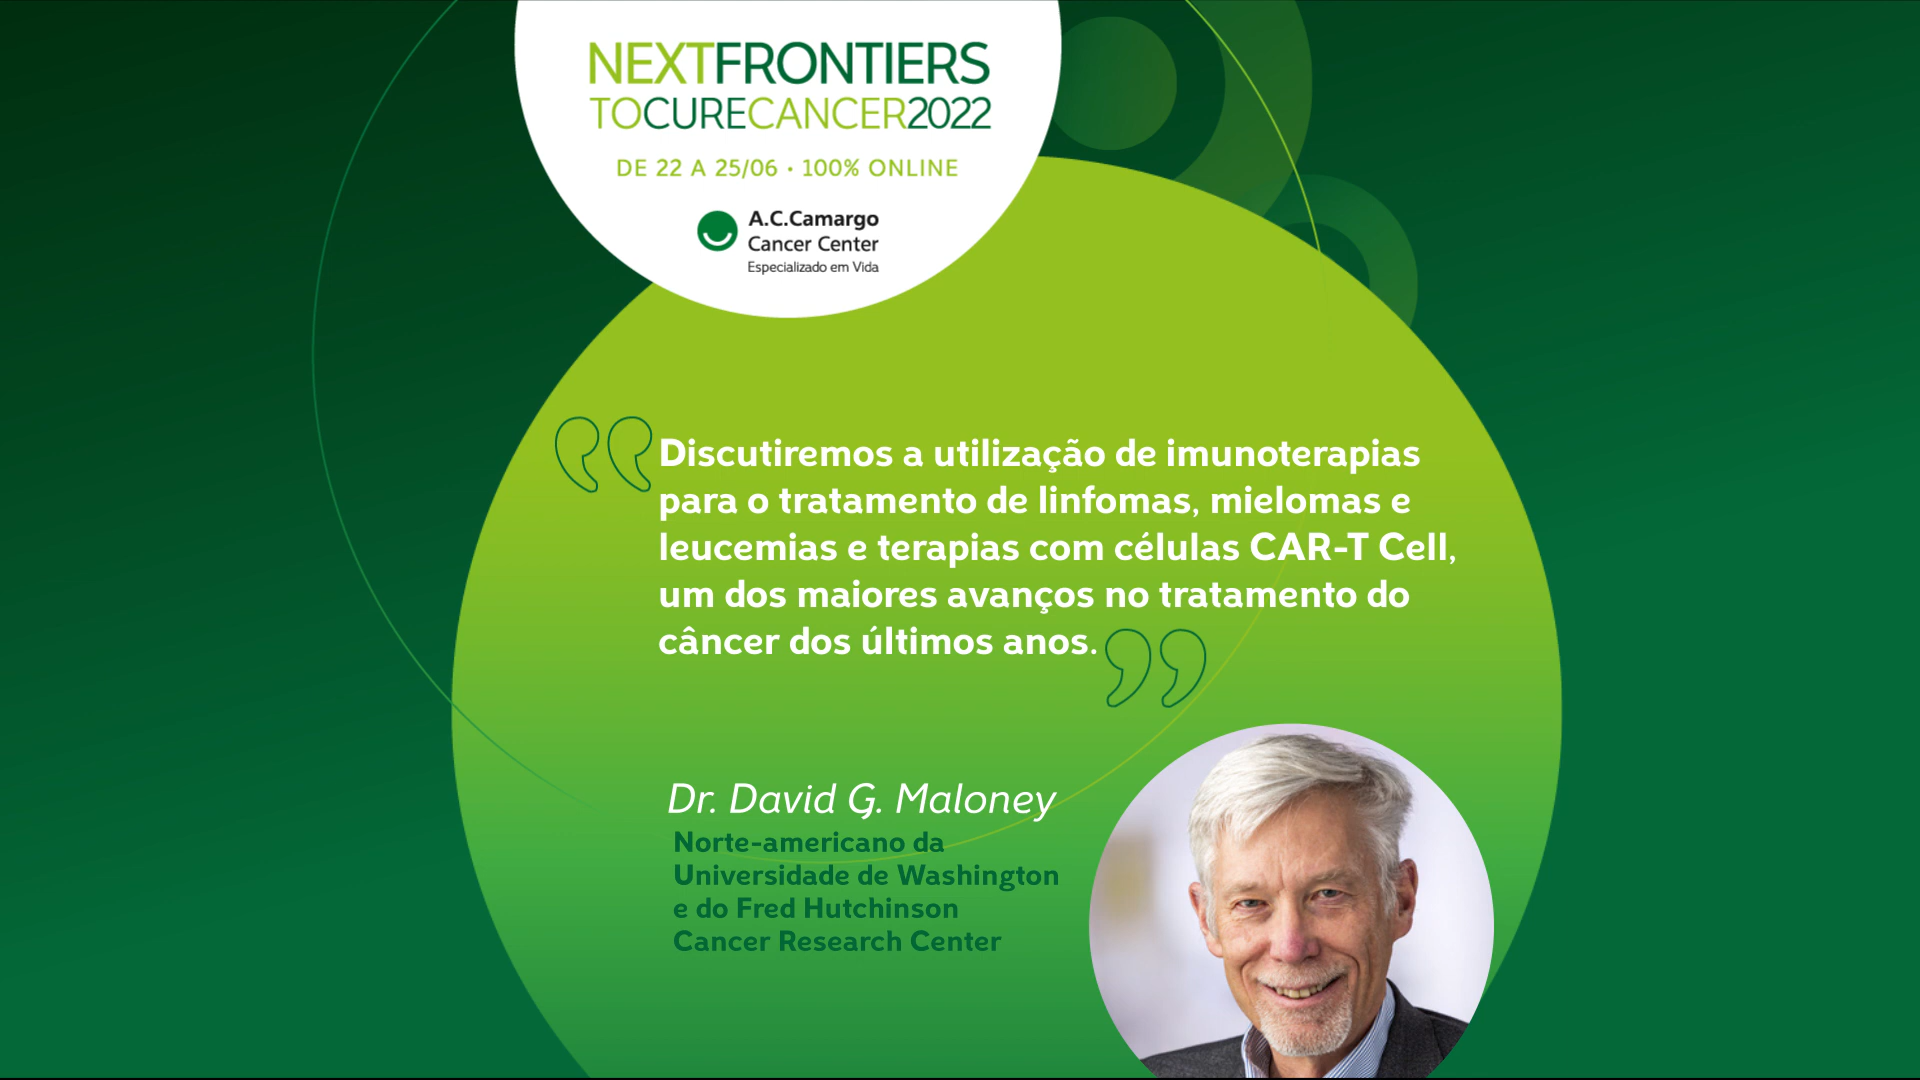 NEXTFRONTIERS
TOCURECANCER2022
DE 22 A 25/06 • 100% ONLINE
A.C.Camargo
Cancer Center
Especializado em Vida
“Discutiremos a utilização de imunoterapias
para o tratamento de linfomas, mielomas e
leucemias e terapias com células CAR-T Cell,
um dos maiores avanços no tratamento do
câncer dos últimos anos.”
Dr. David G. Maloney
Norte-americano da
Universidade de Washington
e do Fred Hutchinson
Cancer Research Center